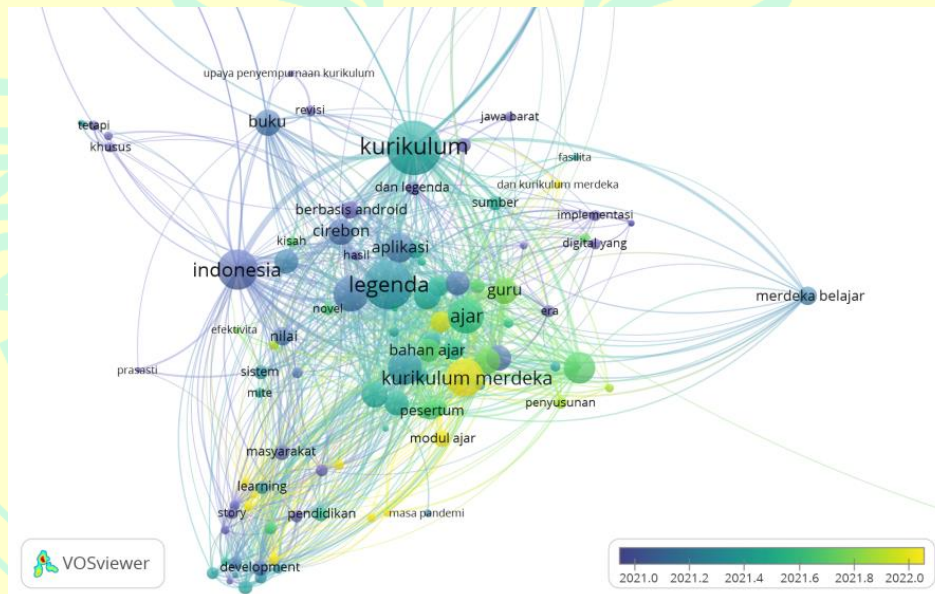 upaya penyempurnaan kurikulum
revisi
buku
tetapi
khusus
jawa barat
kurikulum
fasilita
dan legenda
dan kurikulum merdeka
sumber
berbasis android
implementasi
cirebon
kisah
hasil
aplikasi
digital yang
indonesia
legenda
guru
merdeka belajar
novel
era
ajar
efektivita
nilai
bahan ajar
prasasti
sistem
kurikulum merdeka
mite
pesertum
penyusunan
modul ajar
masyarakat
learning
story
pendidikan
masa pandemi
development
VOSviewer
2021.0 2021.2 2021.4 2021.6 2021.8 2022.0